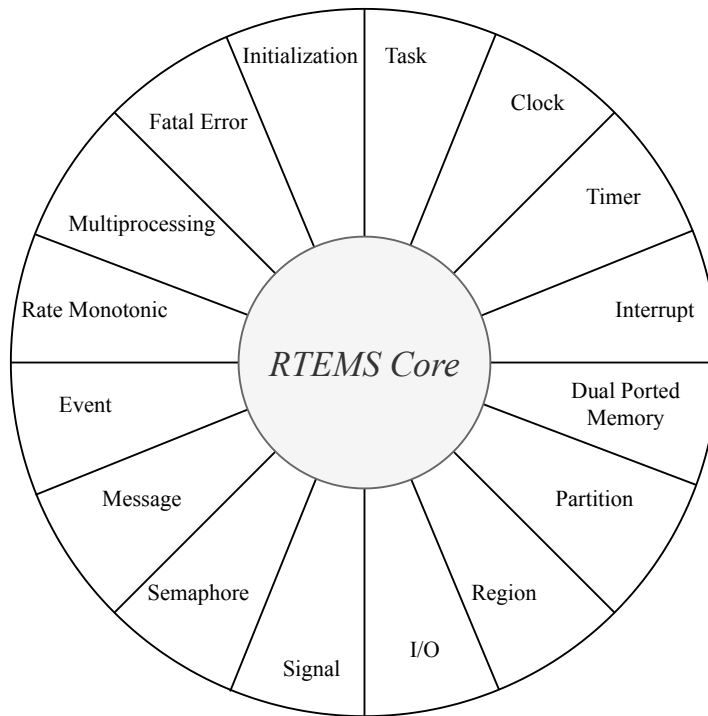 Initialization
Task
Clock
Fatal Error
Timer
Multiprocessing
Rate Monotonic
Interrupt
RTEMS Core
Dual Ported
Memory
Event
Message
Partition
Semaphore
Region
I/O
Signal